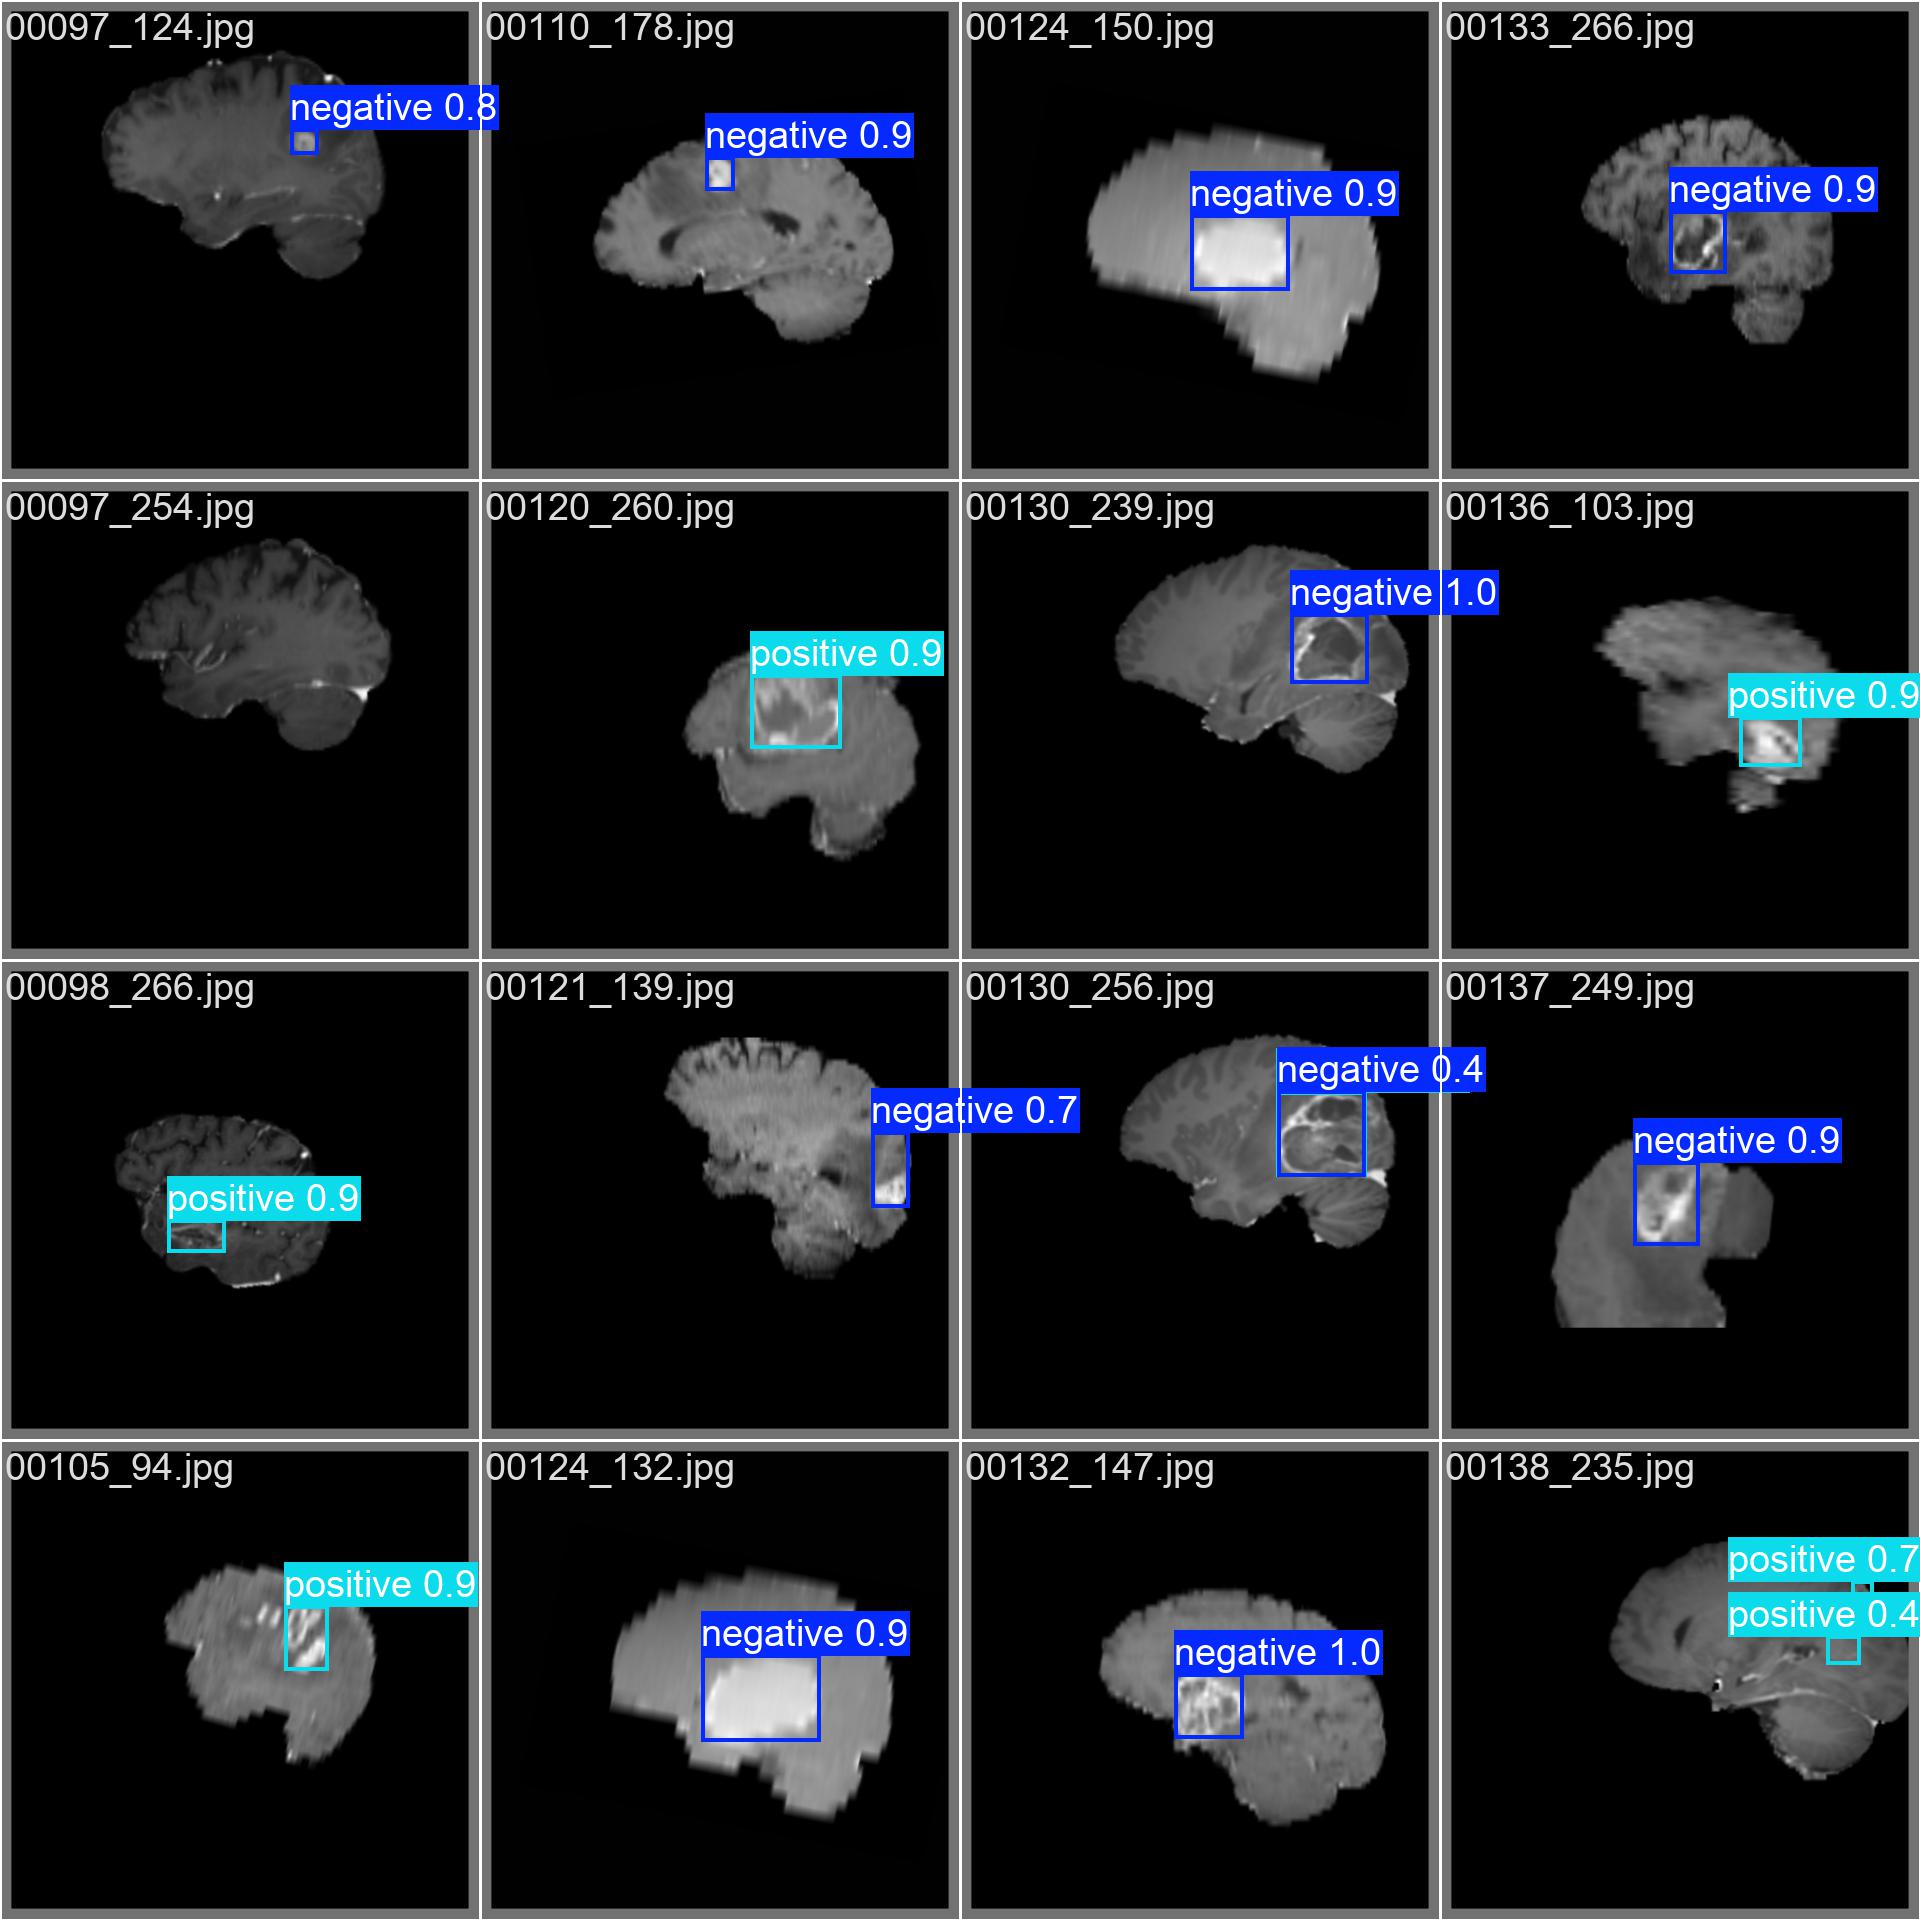 00097_124.jpg
negative 0.8
00110_178.jpg
negative 0.9
00124_150.jpg
negative 0.9
00133_266.jpg
negative 0.9
00097_254.jpg
00120_260.jpg
positive 0.9
00130_239.jpg
negative 1.0
00136_103.jpg
positive 0.9
00098_266.jpg
positive 0.9
00121_139.jpg
negative 0.7
00130_256.jpg
negative 0.4
00137_249.jpg
negative 0.9
00105_94.jpg
positive 0.9
00124_132.jpg
negative 0.9
00132_147.jpg
negative 1.0
00138_235.jpg
positive 0.7
positive 0.4